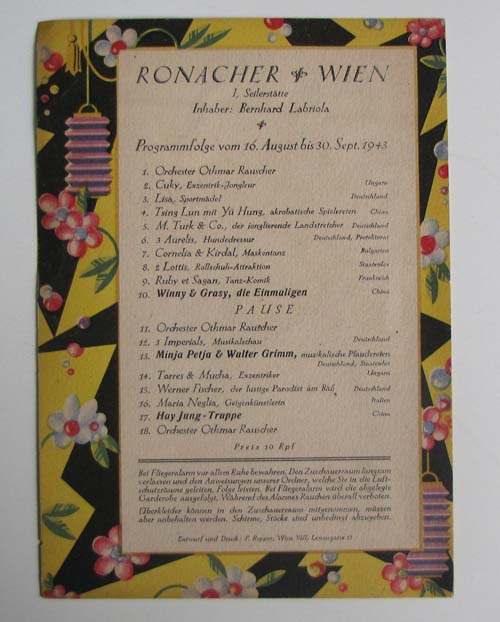 RONACHER WIEN
I, Seilerstätte
Inhaber: Bernhard Labriola
Programmfolge vom 16. August bis 30. Sept. 1943
1. Orchester Othmar Rauscher
2. Cuky, Exzentrik-Jongleur Ungarn
3. Lisa, Sportmädel Deutschland
4. Tsing Lun mit Yü Hung, akrobatische Spielereien China
5. M. Turk & Co., der jonglierende Landstreicher Deutschland
6. 3 Aurelis, Hundedressur Deutschland, Protektorat
7. Cornelia & Kirdal, Maskentanz Bulgarien
8. 2 Lottis, Rollschuh-Attraktion Staatenlos
9. Ruby et Sagan, Tanz-Komik Frankreich
10. Winny & Grasy, die Einmaligen China
PAUSE
11. Orchester Othmar Rauscher
12. 3 Imperials, Musikalschau Deutschland
13. Minja Petja & Walter Grimm, musikalische Plaudereien
Deutschland, Staatenlos
14. Torres & Mucha, Exzentriker Ungarn
15. Werner Fischer, der lustige Parodist am Baß Deutschland
16. Maria Neglia, Geigenkünstlerin Italien
17. Hay Jung-Truppe China
18. Orchester Othmar Rauscher
Preis 10 Rpf
Bei Fliegeralarm vor allem Ruhe bewahren. Den Zuschauerraum langsam
verlassen und den Anweisungen unserer Ordner, welche Sie in die Luft-
schutzräume geleiten, Folge leisten. Bei Fliegeralarm wird die abgelegte
Garderobe ausgefolgt. Während des Alarmes Rauchen überall verboten.
Überkleider können in den Zuschauerraum mitgenommen, müssen
aber anbehalten werden. Schirme, Stöcke sind unbedingt abzugeben.
Entwurf und Druck: F. Wien VIII,